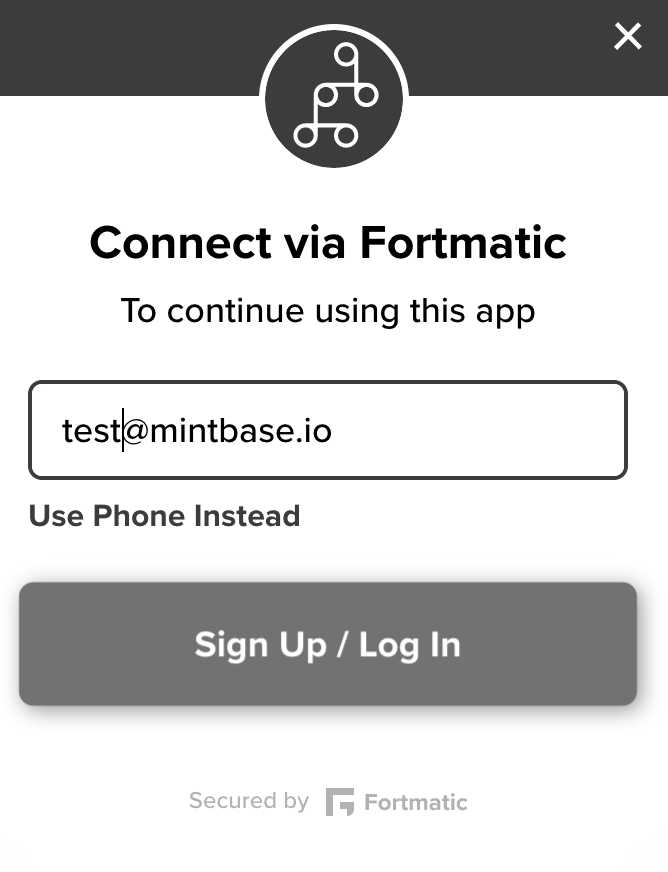 Connect via Fortmatic
To continue using this app
test@mintbase.io
Use Phone Instead
Sign Up / Log In
Secured by Fortmatic